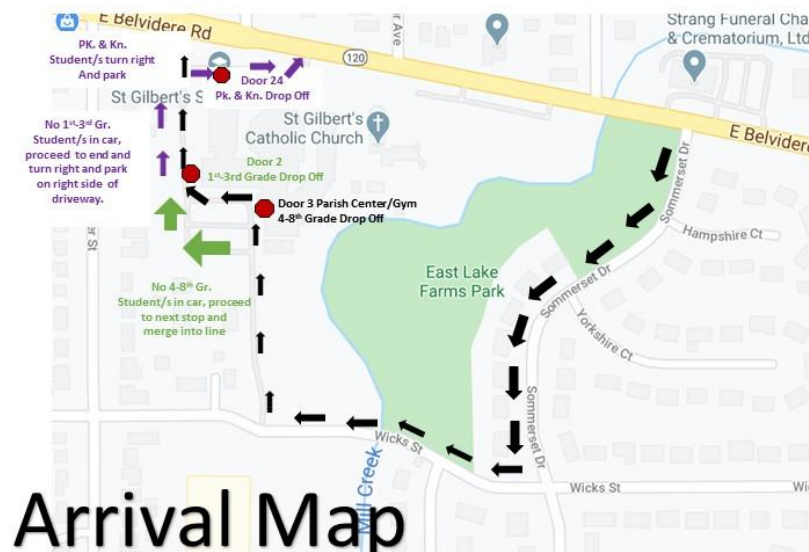 E Belvidere Rd
Strang Funeral Cha
& Crematorium, Ltd
PK. & Kn.
Student/s turn right
And park
120
Door 24
Pk. & Kn. Drop Off
St Gilbert's S
St Gilbert's
Catholic Church
E Belvidere
No 1st-3rd Gr.
Student/s in car,
proceed to end and
turn right and park
on right side of
driveway.
Door 2
1st-3rd Grade Drop Off
Door 3 Parish Center/Gym
4-8th Grade Drop Off
Sommerset Dr
Hampshire Ct
East Lake
Farms Park
Sommerset Dr
No 4-8th Gr.
Student/s in car, proceed
to next stop and
merge into line
Yorkshire Ct
Sommerset Dr
Wicks St
Wicks St
Wi
Mill Creek
Arrival Map